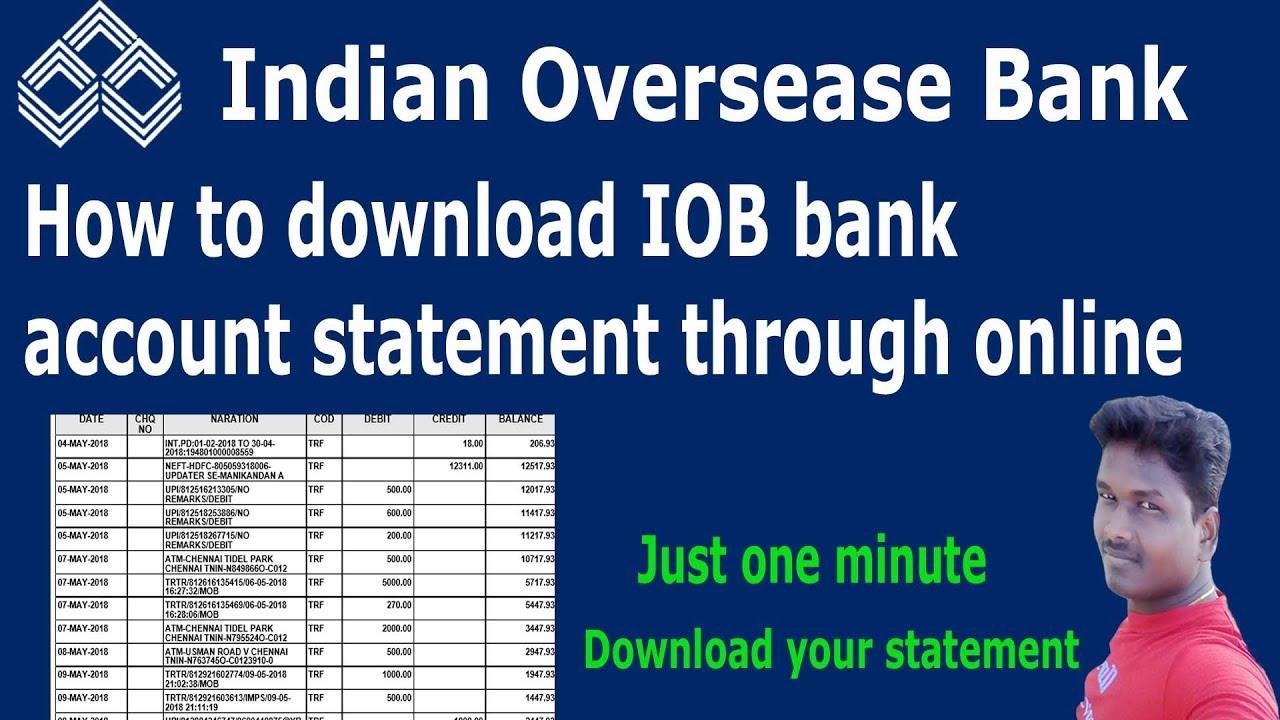 Indian Oversease Bank
How to download IOB bank
account statement through online
DATE CHQ NO NARATION COD DEBIT CREDIT BALANCE
04-MAY-2018 INT.PD:01-02-2018 TO 30-04-2018:194801000008559 TRF 18.00 206.93
05-MAY-2018 NEFT-HDFC-805059318006-UPDATER SE-MANIKANDAN A TRF 12311.00 12517.93
05-MAY-2018 UPI/812516213305/NO REMARKS/DEBIT TRF 500.00 12017.93
05-MAY-2018 UPI/812518253886/NO REMARKS/DEBIT TRF 600.00 11417.93
05-MAY-2018 UPI/812518267715/NO REMARKS/DEBIT TRF 200.00 11217.93
07-MAY-2018 ATM-CHENNAI TIDEL PARK CHENNAI TNIN-N849866O-C012 TRF 500.00 10717.93
07-MAY-2018 TRTR/812616135415/06-05-2018 16:27:32/MOB TRF 5000.00 5717.93
07-MAY-2018 TRTR/812616135469/06-05-2018 16:28:06/MOB TRF 270.00 5447.93
07-MAY-2018 ATM-CHENNAI TIDEL PARK CHENNAI TNIN-N795524O-C012 TRF 2000.00 3447.93
08-MAY-2018 ATM-USMAN ROAD V CHENNAI TNIN-N763745O-C0123910-0 TRF 500.00 2947.93
09-MAY-2018 TRTR/812921602774/09-05-2018 21:02:38/MOB TRF 1000.00 1947.93
09-MAY-2018 TRTR/812921603613/IMPS/09-05-2018 21:11:19 TRF 500.00 1447.93
Just one minute
Download your statement